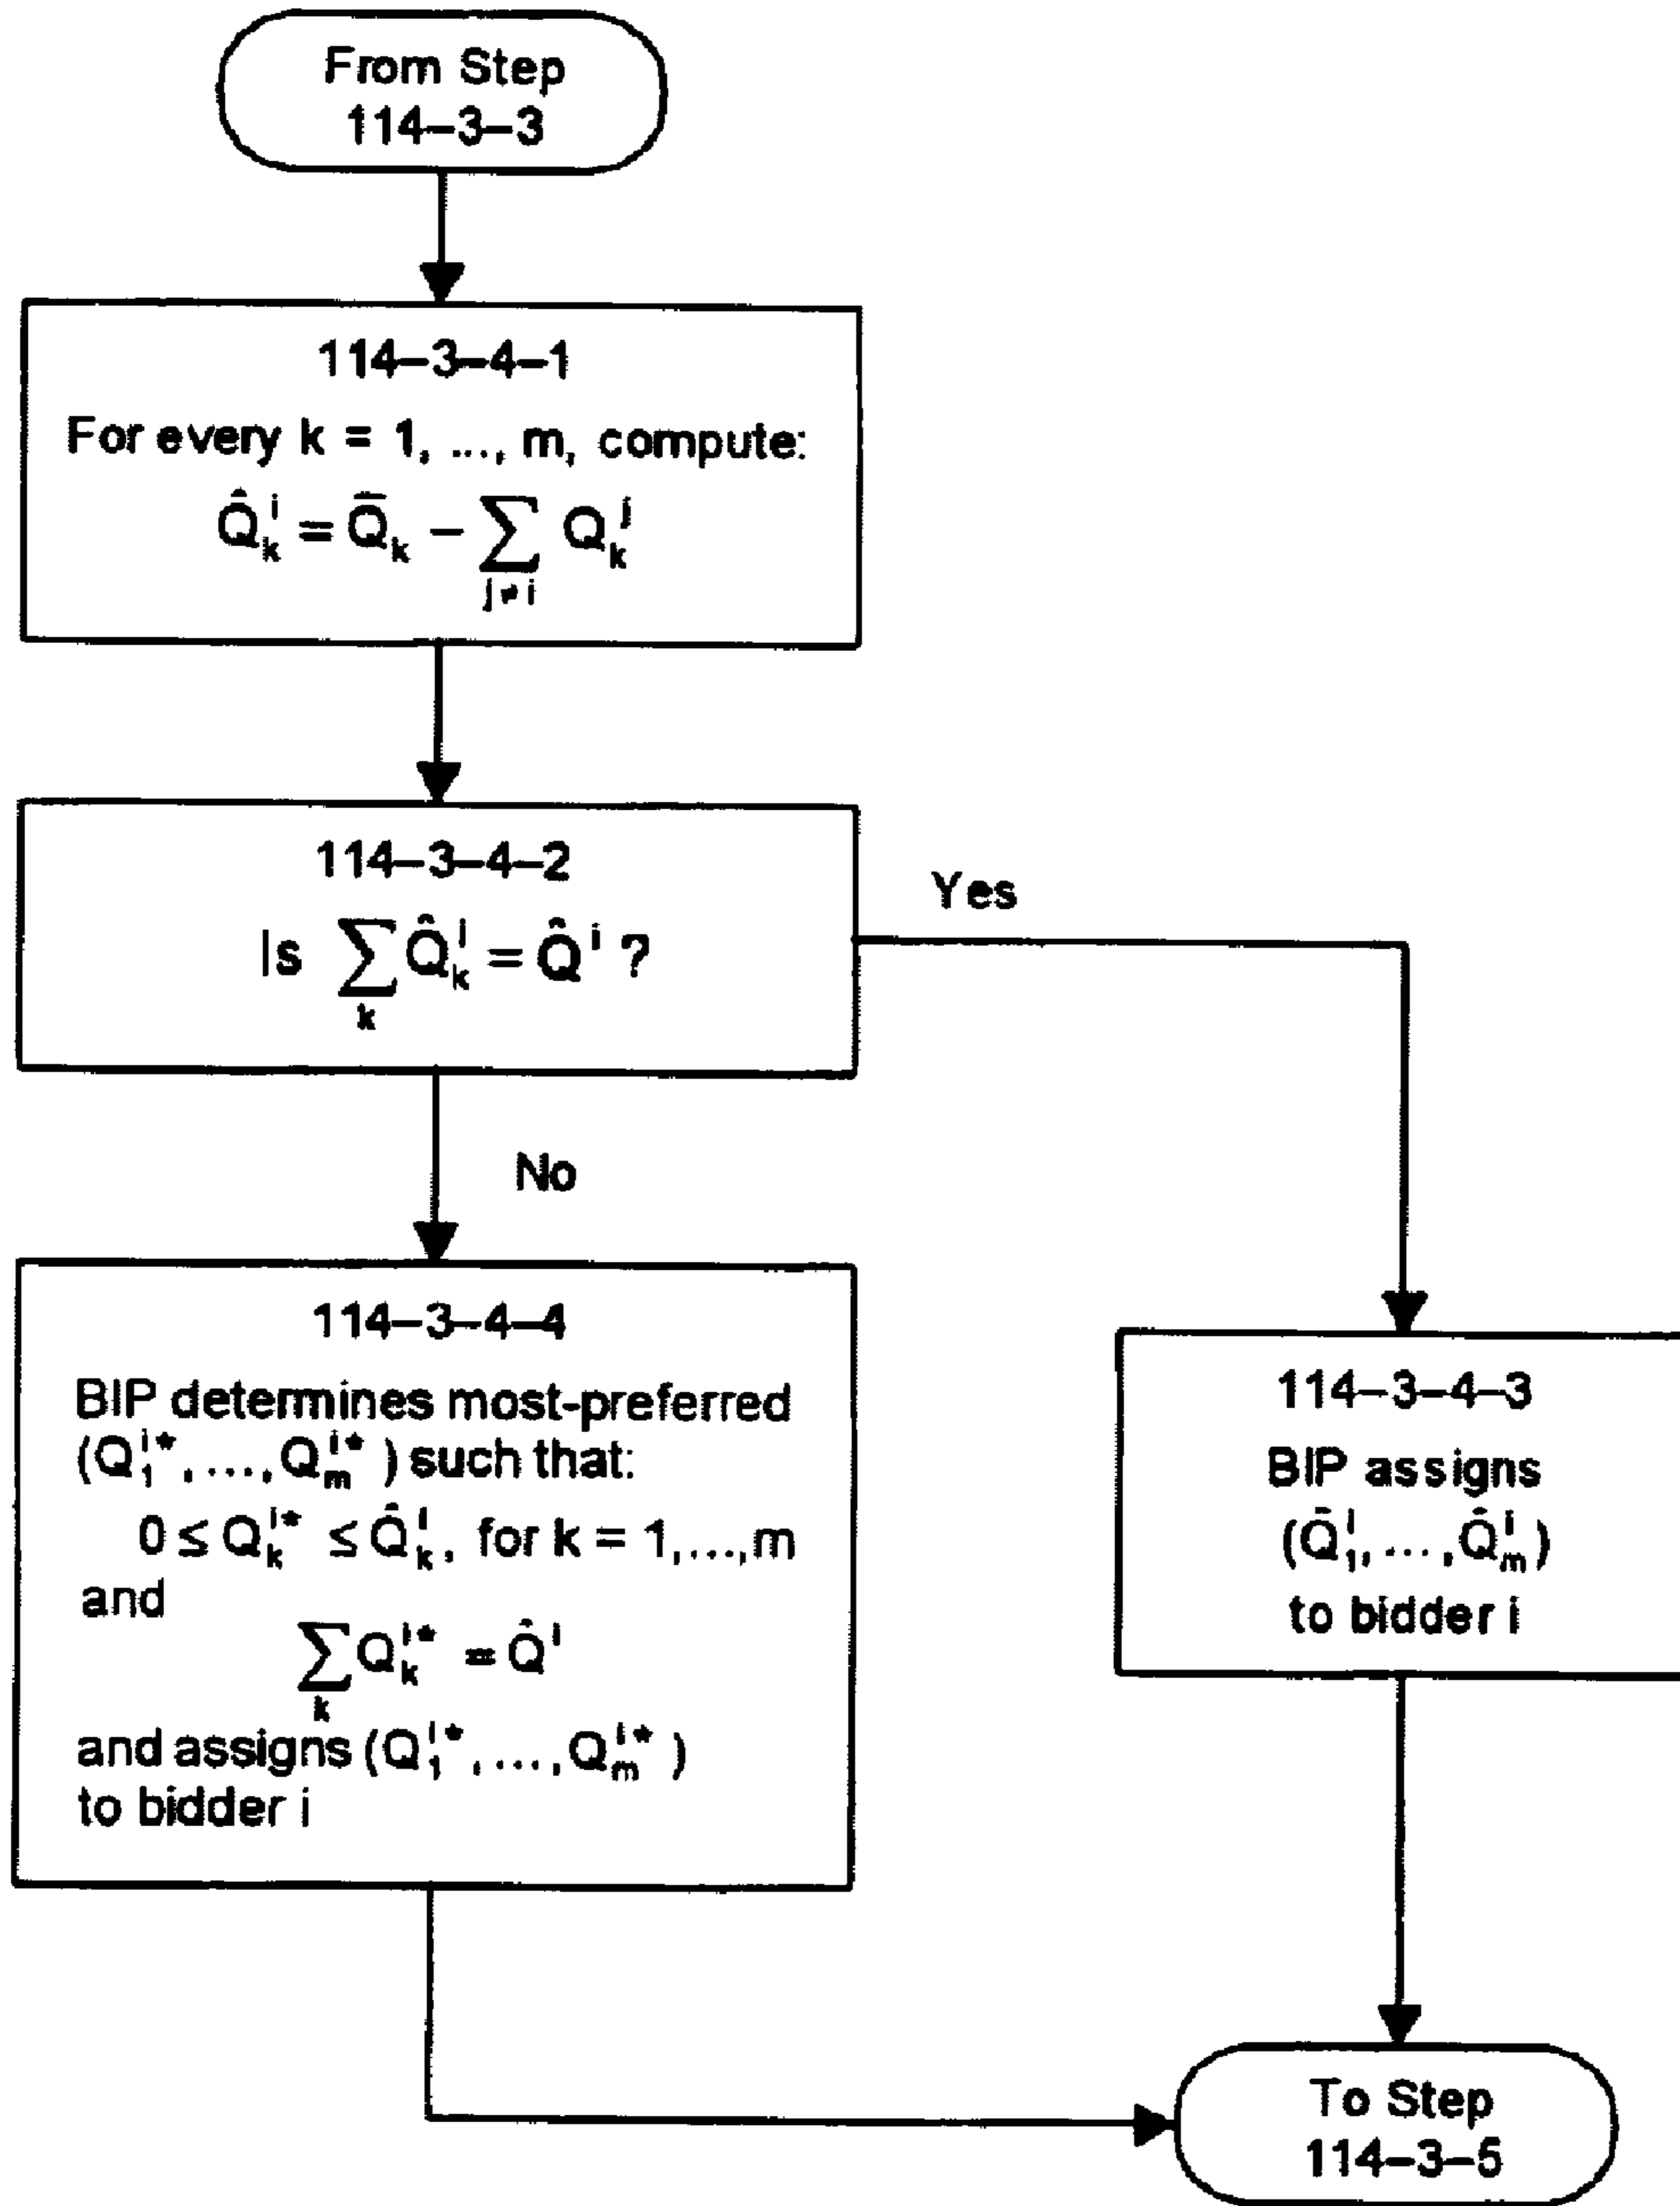 From Step
114–3–3
114–3–4–1
For every k = 1, ..., m, compute:
Q̂ᵢₖ = Q̄ₖ − ∑ⱼ≠ᵢ Qʲₖ
114–3–4–2
Is ∑ₖ Q̂ⁱₖ = Q̂ⁱ ?
Yes
No
114–3–4–4
BIP determines most-preferred
(Q₁ⁱ*, ..., Qₘⁱ*) such that:
0 ≤ Qₖⁱ* ≤ Q̂ₖⁱ, for k = 1,...,m
and
∑ₖ Qₖⁱ* = Q̂ⁱ
and assigns (Q₁ⁱ*, ..., Qₘⁱ*)
to bidder i
114–3–4–3
BIP assigns
(Q̂₁ⁱ, ..., Q̂ₘⁱ)
to bidder i
To Step
114–3–5